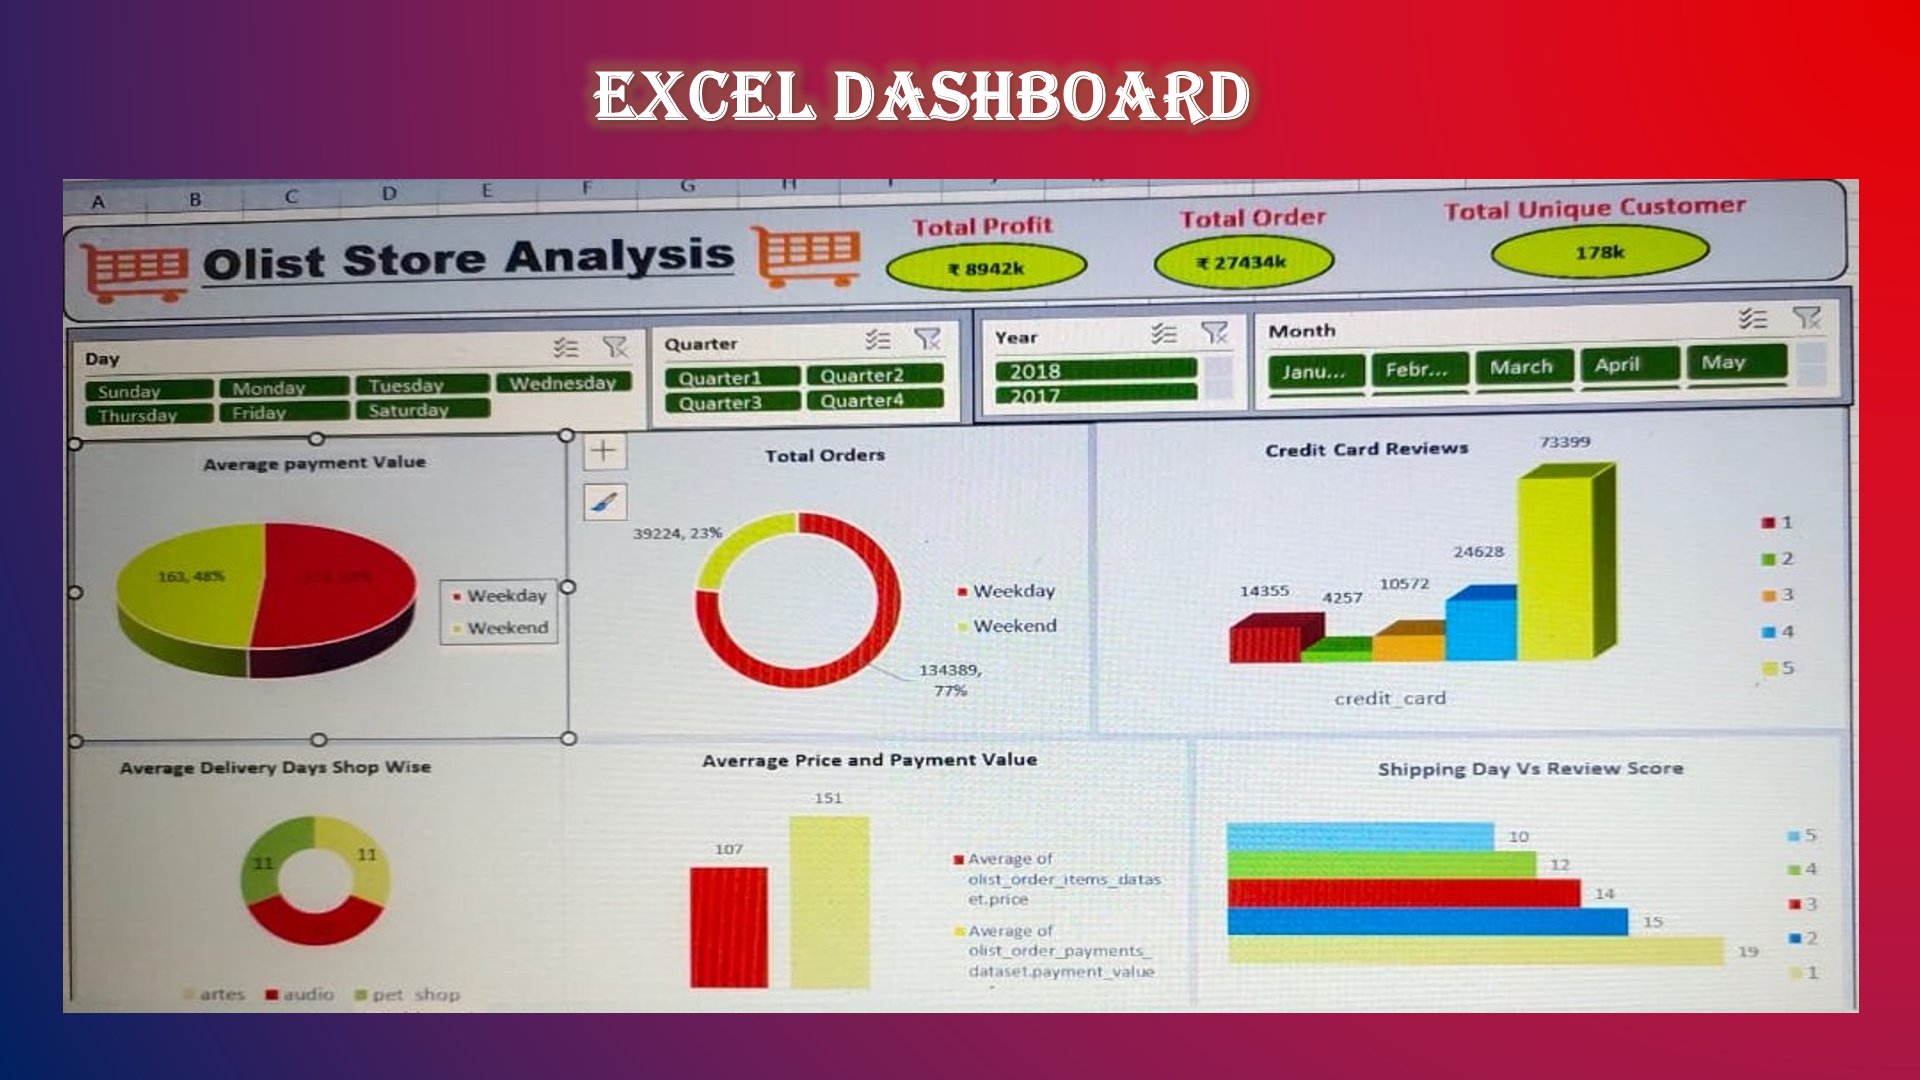 EXCEL DASHBOARD
A B C D E F G H
Olist Store Analysis
Total Profit
₹ 8942k
Total Order
₹ 27434k
Total Unique Customer
178k
Day
Sunday Monday Tuesday Wednesday
Thursday Friday Saturday
Quarter
Quarter1 Quarter2
Quarter3 Quarter4
Year
2018
2017
Month
Janu... Febr... March April May
Average payment Value
163, 48%
Weekday
Weekend
Total Orders
39224, 23%
134389,
77%
Weekday
Weekend
Credit Card Reviews
14355
4257
10572
24628
73399
credit_card
1
2
3
4
5
Average Delivery Days Shop Wise
11
11
artes audio pet shop
Averrage Price and Payment Value
107
151
Average of
olist_order_items_datas
et.price
Average of
olist_order_payments_
dataset.payment_value
Shipping Day Vs Review Score
10
12
14
15
19
5
4
3
2
1